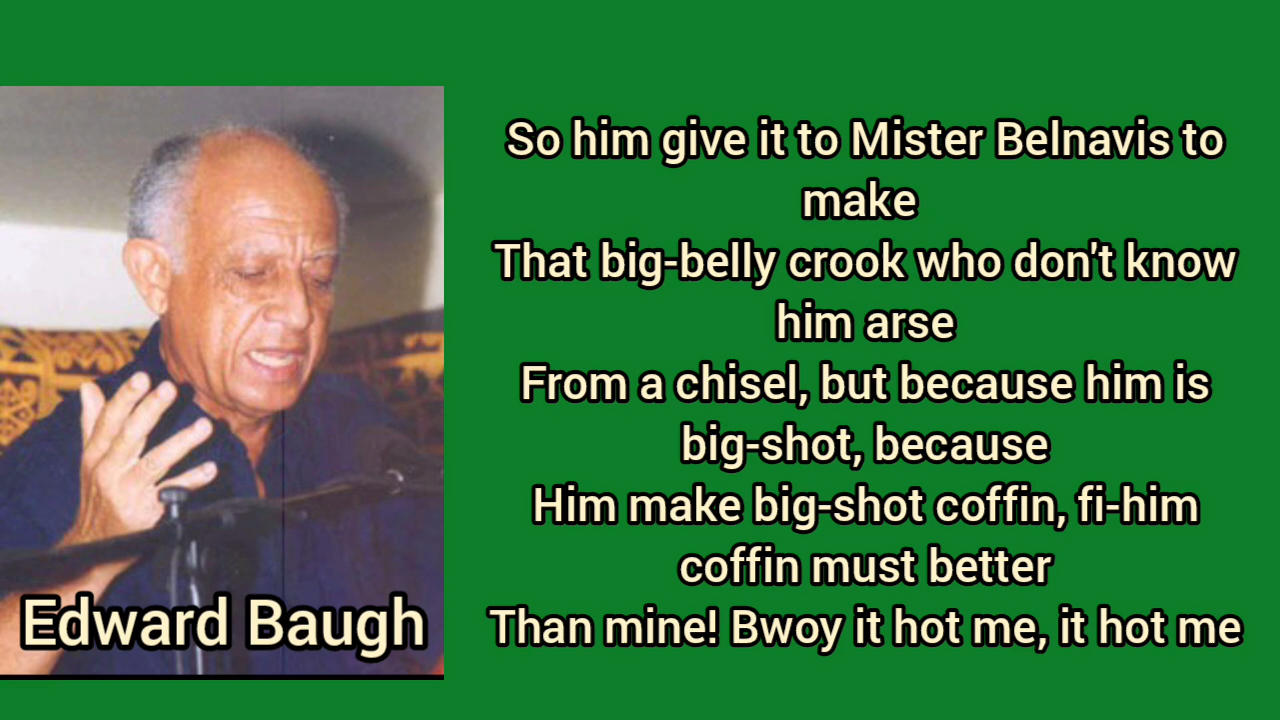 So him give it to Mister Belnavis to
make
That big-belly crook who don't know
him arse
From a chisel, but because him is
big-shot, because
Him make big-shot coffin, fi-him
coffin must better
Than mine! Bwoy it hot me, it hot me
Edward Baugh